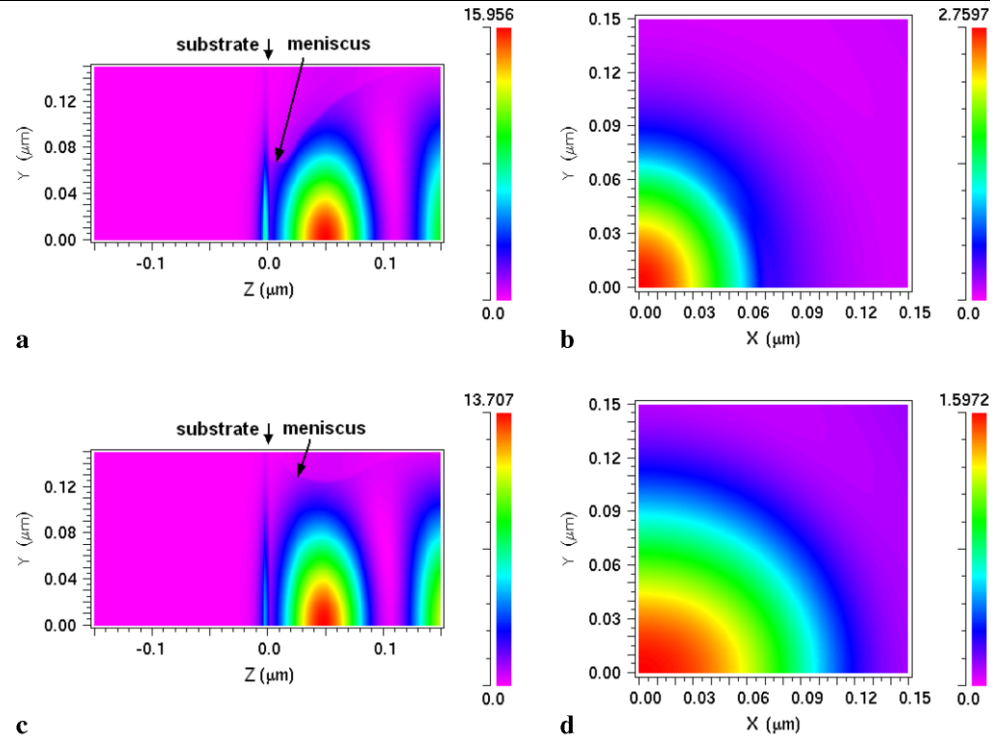 15.956
substrate meniscus
0.12
0.08
0.04
0.00
Y (μm)
-0.1 0.0 0.1
Z (μm)
0.0
a
2.7597
0.15
0.12
0.09
0.06
0.03
0.00
Y (μm)
0.00 0.03 0.06 0.09 0.12 0.15
X (μm)
0.0
b
13.707
substrate meniscus
0.12
0.08
0.04
0.00
Y (μm)
-0.1 0.0 0.1
Z (μm)
0.0
c
1.5972
0.15
0.12
0.09
0.06
0.03
0.00
Y (μm)
0.00 0.03 0.06 0.09 0.12 0.15
X (μm)
0.0
d